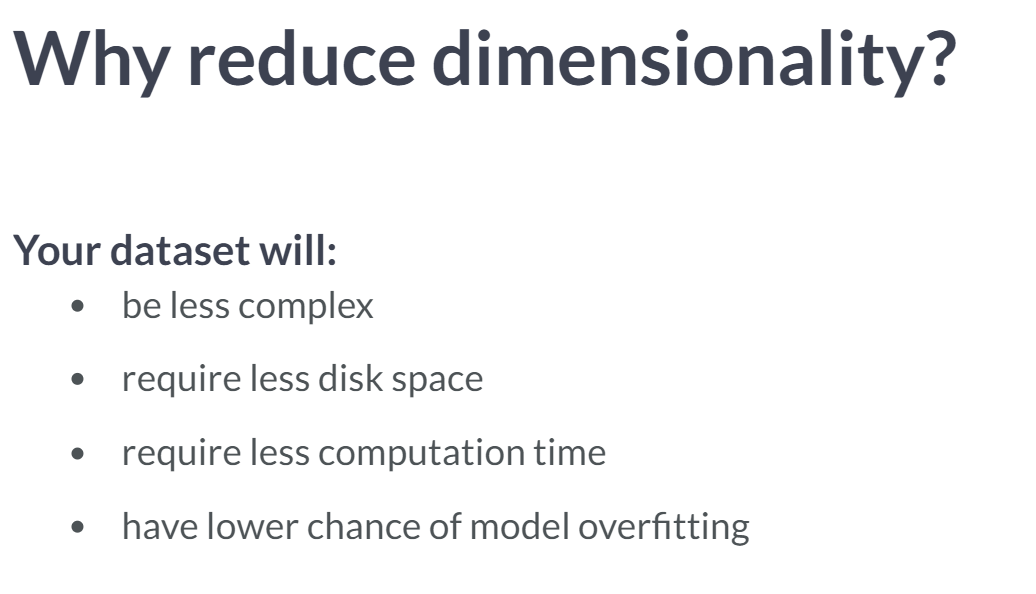 Why reduce dimensionality?
Your dataset will:
• be less complex
• require less disk space
• require less computation time
• have lower chance of model overfitting